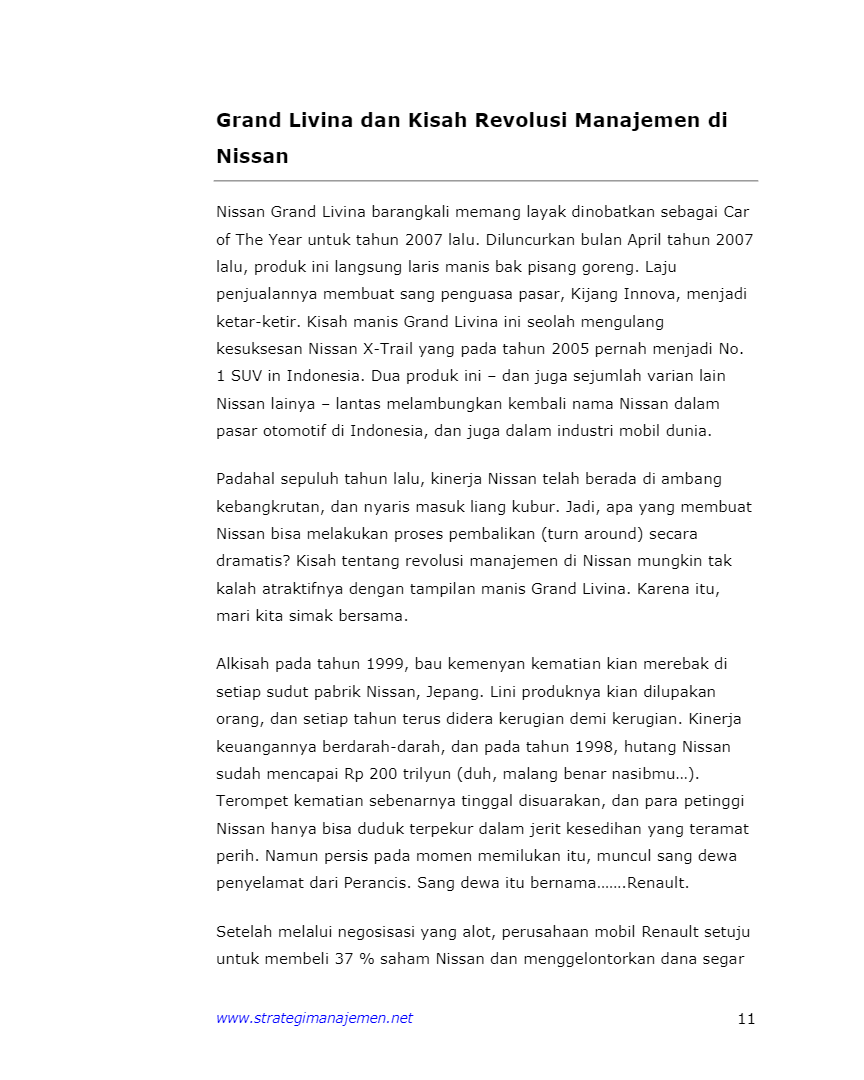 Grand Livina dan Kisah Revolusi Manajemen di
Nissan
Nissan Grand Livina barangkali memang layak dinobatkan sebagai Car
of The Year untuk tahun 2007 lalu. Diluncurkan bulan April tahun 2007
lalu, produk ini langsung laris manis bak pisang goreng. Laju
penjualannya membuat sang penguasa pasar, Kijang Innova, menjadi
ketar-ketir. Kisah manis Grand Livina ini seolah mengulang
kesuksesan Nissan X-Trail yang pada tahun 2005 pernah menjadi No.
1 SUV in Indonesia. Dua produk ini – dan juga sejumlah varian lain
Nissan lainya – lantas melambungkan kembali nama Nissan dalam
pasar otomotif di Indonesia, dan juga dalam industri mobil dunia.
Padahal sepuluh tahun lalu, kinerja Nissan telah berada di ambang
kebangkrutan, dan nyaris masuk liang kubur. Jadi, apa yang membuat
Nissan bisa melakukan proses pembalikan (turn around) secara
dramatis? Kisah tentang revolusi manajemen di Nissan mungkin tak
kalah atraktifnya dengan tampilan manis Grand Livina. Karena itu,
mari kita simak bersama.
Alkisah pada tahun 1999, bau kemenyan kematian kian merebak di
setiap sudut pabrik Nissan, Jepang. Lini produknya kian dilupakan
orang, dan setiap tahun terus didera kerugian demi kerugian. Kinerja
keuangannya berdarah-darah, dan pada tahun 1998, hutang Nissan
sudah mencapai Rp 200 trilyun (duh, malang benar nasibmu…).
Terompet kematian sebenarnya tinggal disuarakan, dan para petinggi
Nissan hanya bisa duduk terpekur dalam jerit kesedihan yang teramat
perih. Namun persis pada momen memilukan itu, muncul sang dewa
penyelamat dari Perancis. Sang dewa itu bernama…….Renault.
Setelah melalui negosisasi yang alot, perusahaan mobil Renault setuju
untuk membeli 37 % saham Nissan dan menggelontorkan dana segar
www.strategimanajemen.net 11